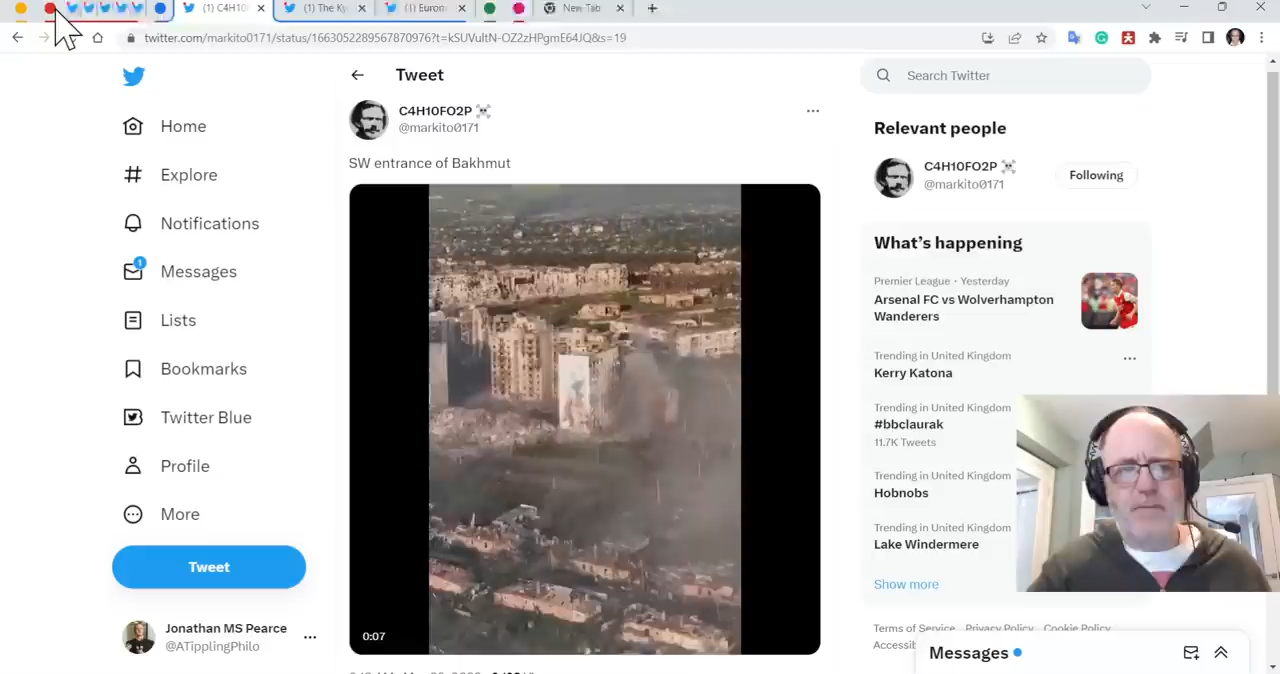 (1) C4H10
(1) The Ky
(1) Europ
New Tab
twitter.com/markito0171/status/1663052289567870976?t=kSUVultN-OZ2zHPgmE64JQ&s=19
Tweet
Search Twitter
C4H10FO2P
@markito0171
SW entrance of Bakhmut
0:07
Home
Explore
Notifications
1
Messages
Lists
Bookmarks
Twitter Blue
Profile
More
Tweet
Jonathan MS Pearce
@ATipplingPhilo
Relevant people
C4H10FO2P
@markito0171
Following
What's happening
Premier League · Yesterday
Arsenal FC vs Wolverhampton
Wanderers
Trending in United Kingdom
Kerry Katona
Trending in United Kingdom
#bbclaurak
11.7K Tweets
Trending in United Kingdom
Hobnobs
Trending in United Kingdom
Lake Windermere
Show more
Terms of Service Privacy Policy Cookie Policy
Accessib
Messages